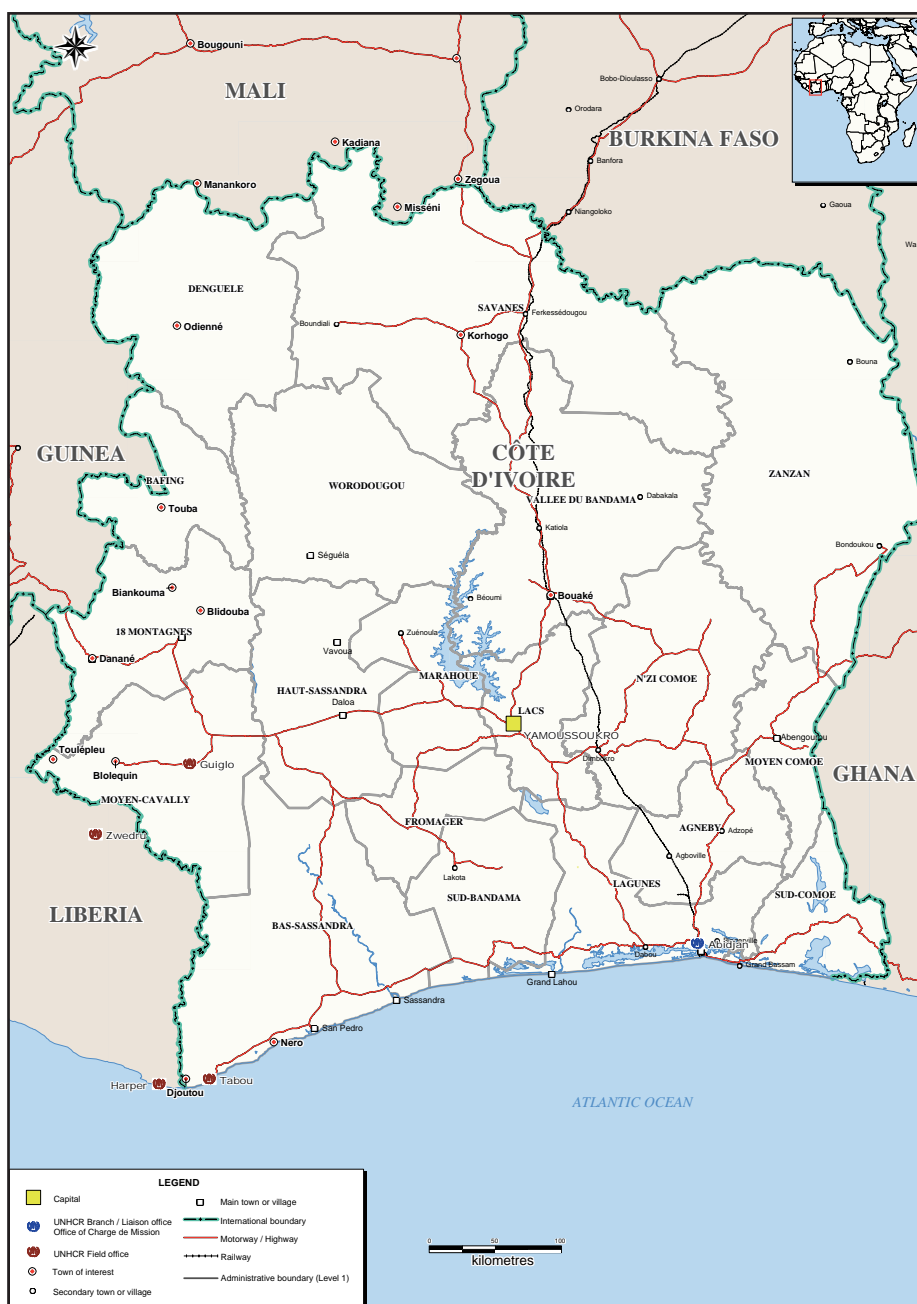 Bougouni
MALI
Bobo-Dioulasso
Orodara
BURKINA FASO
Kadiana
Banfora
Manankoro
Zegoua
Misséni
Niangoloko
Gaoua
Wa
DENGUELE
SAVANES
Ferkessédougou
Odienné
Boundiali
Korhogo
Bouna
GUINEA
CÔTE
D'IVOIRE
BAFING
WORODOUGOU
ZANZAN
VALLEE DU BANDAMA
Dabakala
Touba
Katiola
Séguéla
Bondoukou
Biankouma
Blidouba
Béoumi
Bouaké
18 MONTAGNES
Zuénoula
Vavoua
Danané
MARAHOUE
N'ZI COMOE
HAUT-SASSANDRA
Daloa
LACS
YAMOUSSOUKRO
Abengourou
Toulépleu
Dimbokro
Blolequin
Guiglo
MOYEN COMOE
GHANA
MOYEN-CAVALLY
FROMAGER
AGNEBY
Adzopé
Zwedru
Agboville
Lakota
LAGUNES
SUD-BANDAMA
SUD-COMOE
LIBERIA
BAS-SASSANDRA
Abidjan
Dabou
Grand Bassam
Grand Lahou
Sassandra
San Pedro
Nero
Harper
Tabou
Djoutou
ATLANTIC OCEAN
LEGEND
Capital
UNHCR Branch / Liaison office
Office of Charge de Mission
UNHCR Field office
Town of interest
Secondary town or village
Main town or village
International boundary
Motorway / Highway
Railway
Administrative boundary (Level 1)
0 50 100
kilometres